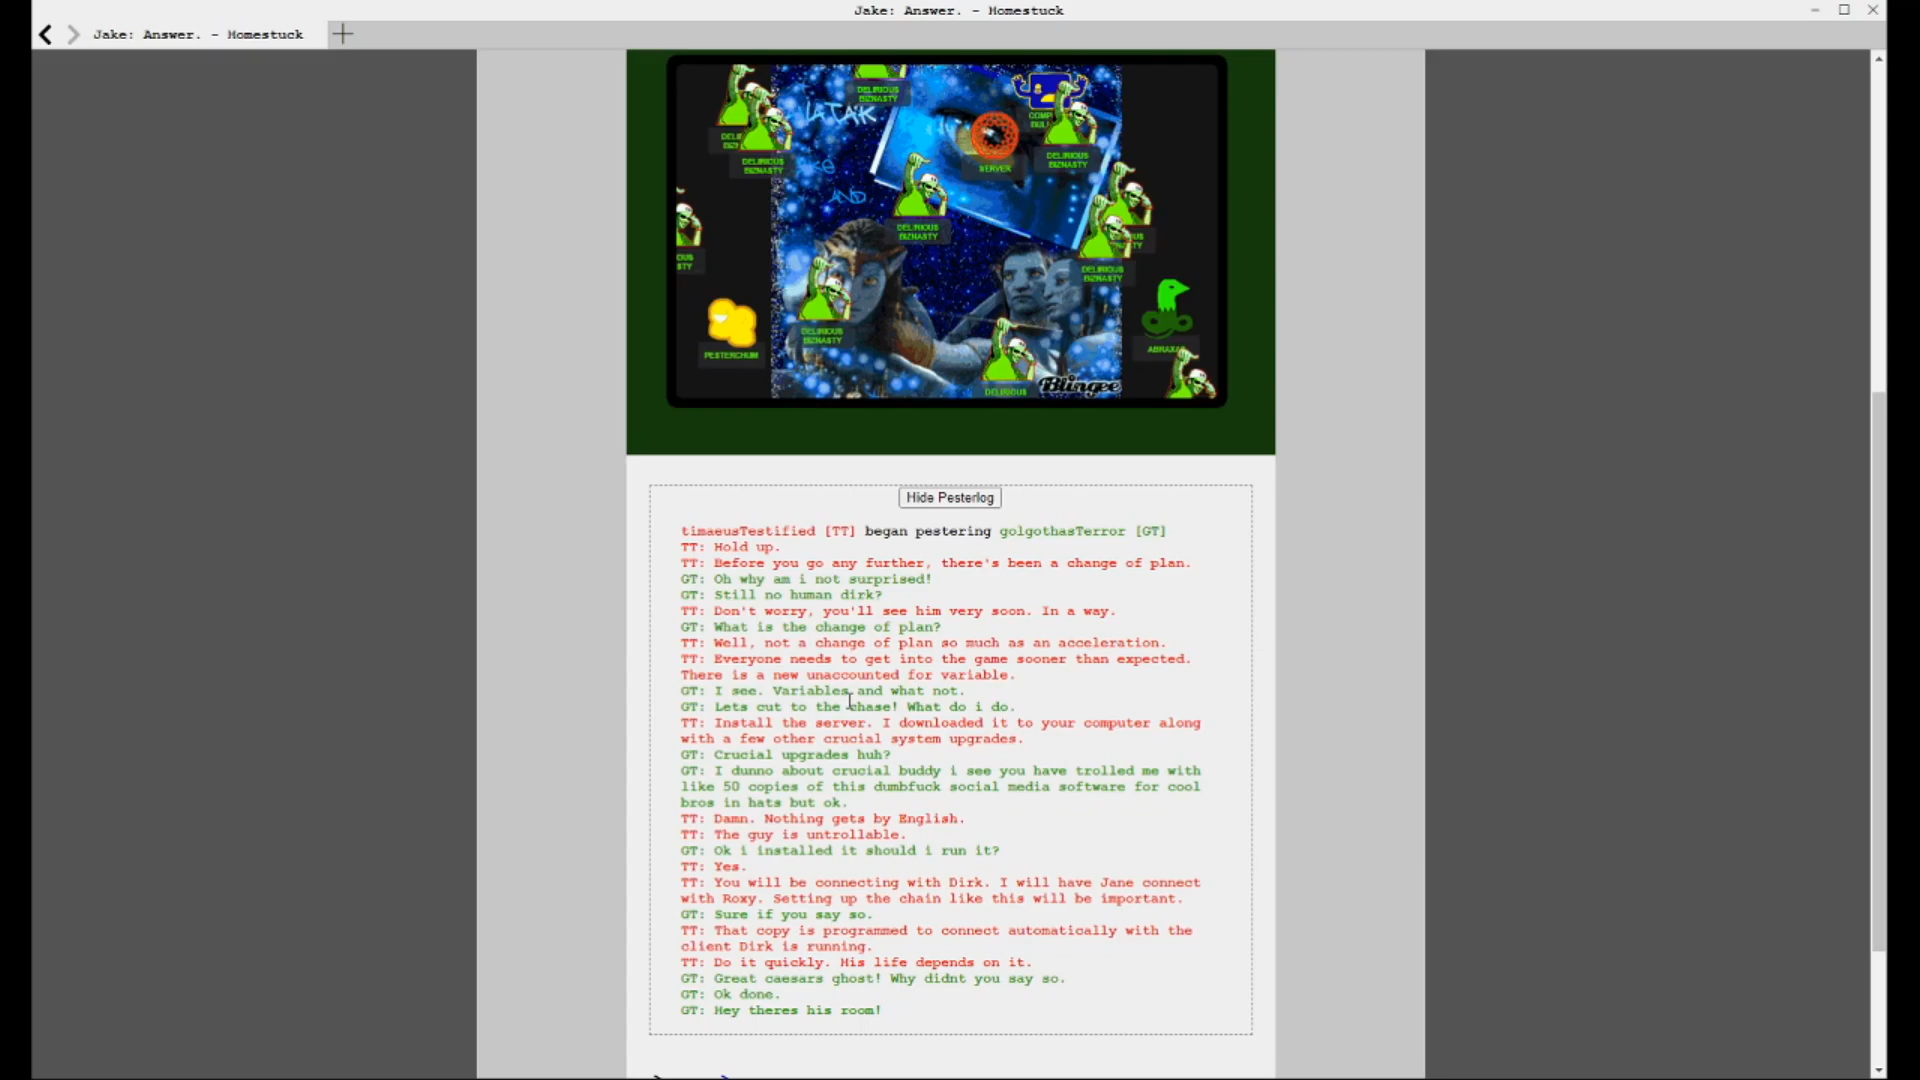 Jake: Answer. - Homestuck
Jake: Answer. - Homestuck
DELIRIOUS
BIZNASTY
LATAIK
DELIRIOUS
BIZNASTY
SERVER
DELIRIOUS
BIZNASTY
AND
DELIRIOUS
BIZNASTY
DELIRIOUS
BIZNASTY
DELIRIOUS
BIZNASTY
PESTERCHUM
DELIRIOUS
Blingee
Hide Pesterlog
timaeusTestified [TT] began pestering golgothasTerror [GT]
TT: Hold up.
TT: Before you go any further, there's been a change of plan.
GT: Oh why am i not surprised!
GT: Still no human dirk?
TT: Don't worry, you'll see him very soon. In a way.
GT: What is the change of plan?
TT: Well, not a change of plan so much as an acceleration.
TT: Everyone needs to get into the game sooner than expected.
There is a new unaccounted for variable.
GT: I see. Variables and what not.
GT: Lets cut to the chase! What do i do.
TT: Install the server. I downloaded it to your computer along
with a few other crucial system upgrades.
GT: Crucial upgrades huh?
GT: I dunno about crucial buddy i see you have trolled me with
like 50 copies of this dumbfuck social media software for cool
bros in hats but ok.
TT: Damn. Nothing gets by English.
TT: The guy is untrollable.
GT: Ok i installed it should i run it?
TT: Yes.
TT: You will be connecting with Dirk. I will have Jane connect
with Roxy. Setting up the chain like this will be important.
GT: Sure if you say so.
TT: That copy is programmed to connect automatically with the
client Dirk is running.
TT: Do it quickly. His life depends on it.
GT: Great caesars ghost! Why didnt you say so.
GT: Ok done.
GT: Hey theres his room!